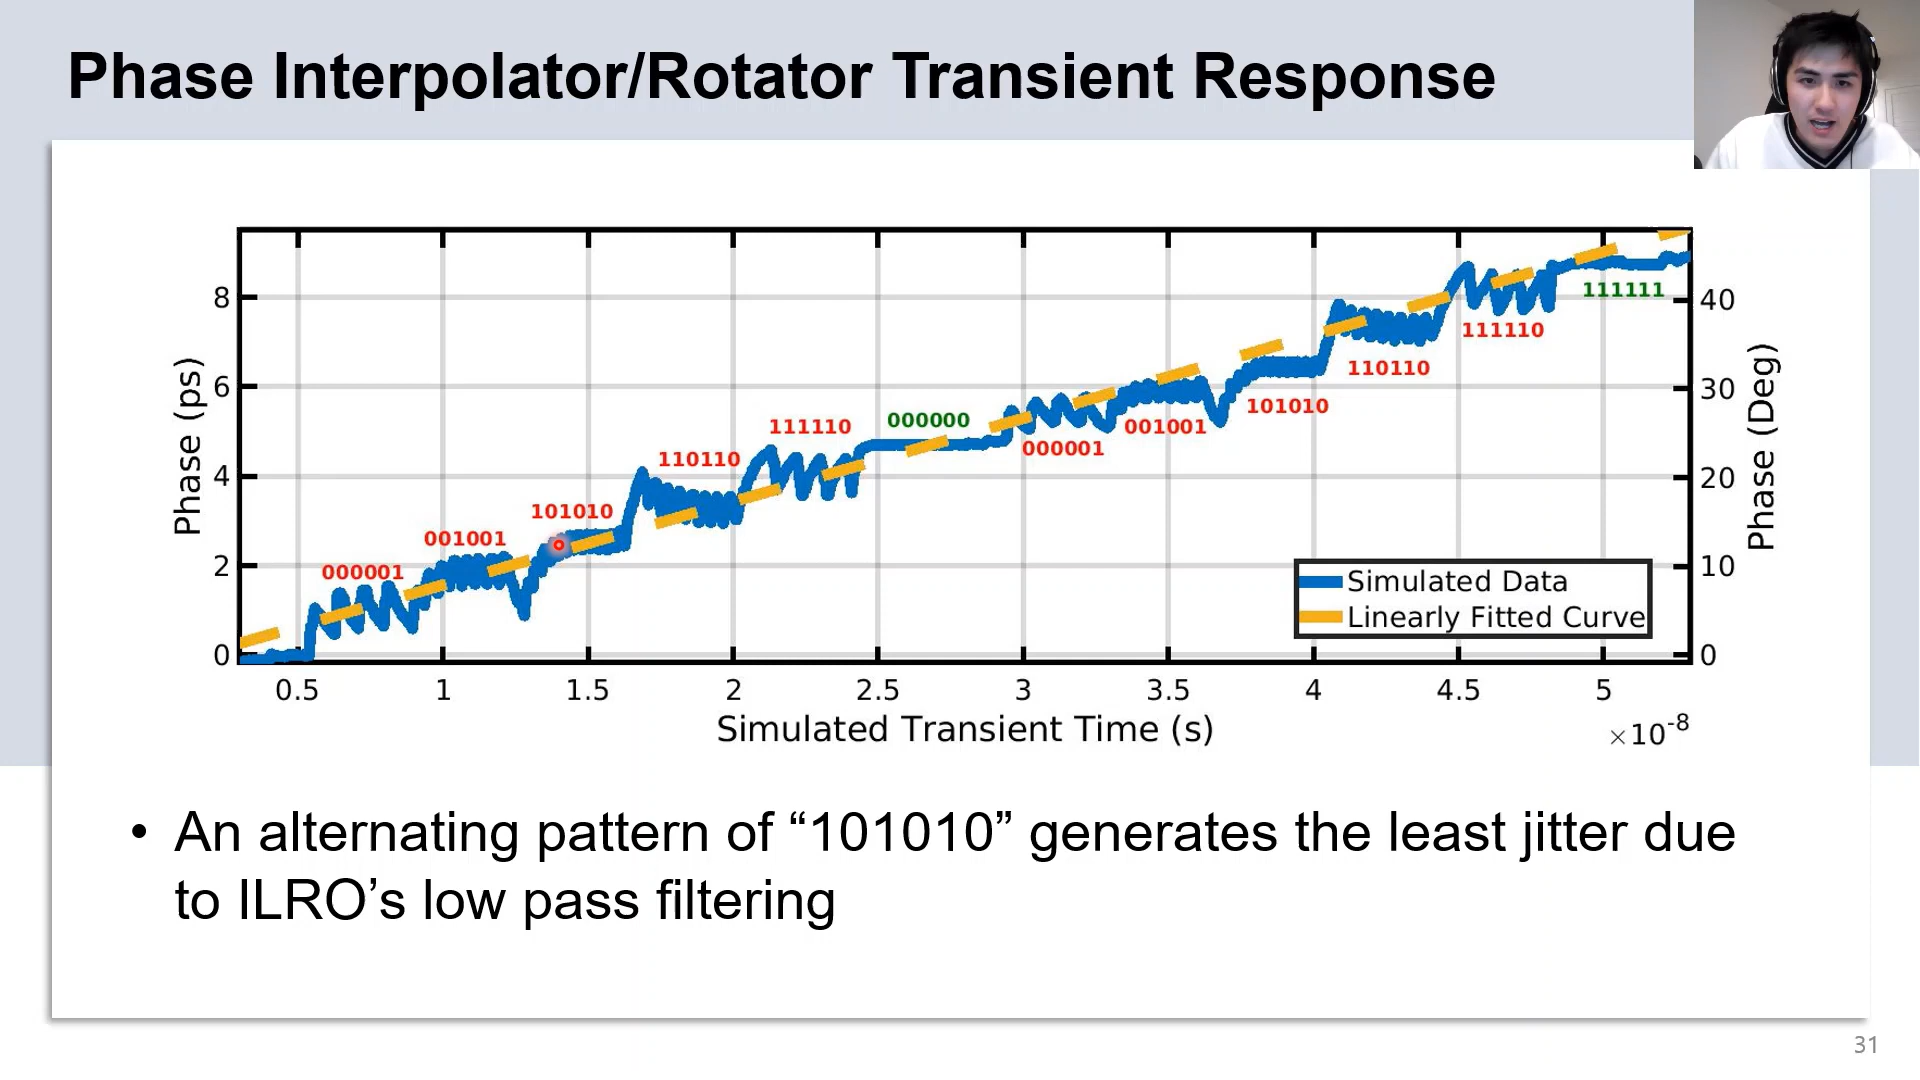 Phase Interpolator/Rotator Transient Response
Phase (ps)
8
6
4
2
0
000001
001001
101010
110110
111110
000000
000001
001001
101010
110110
111110
111111
40
30
20
10
0
Phase (Deg)
Simulated Data
Linearly Fitted Curve
0.5 1 1.5 2 2.5 3 3.5 4 4.5 5
Simulated Transient Time (s)
×10⁻⁸
• An alternating pattern of “101010” generates the least jitter due
to ILRO’s low pass filtering
31